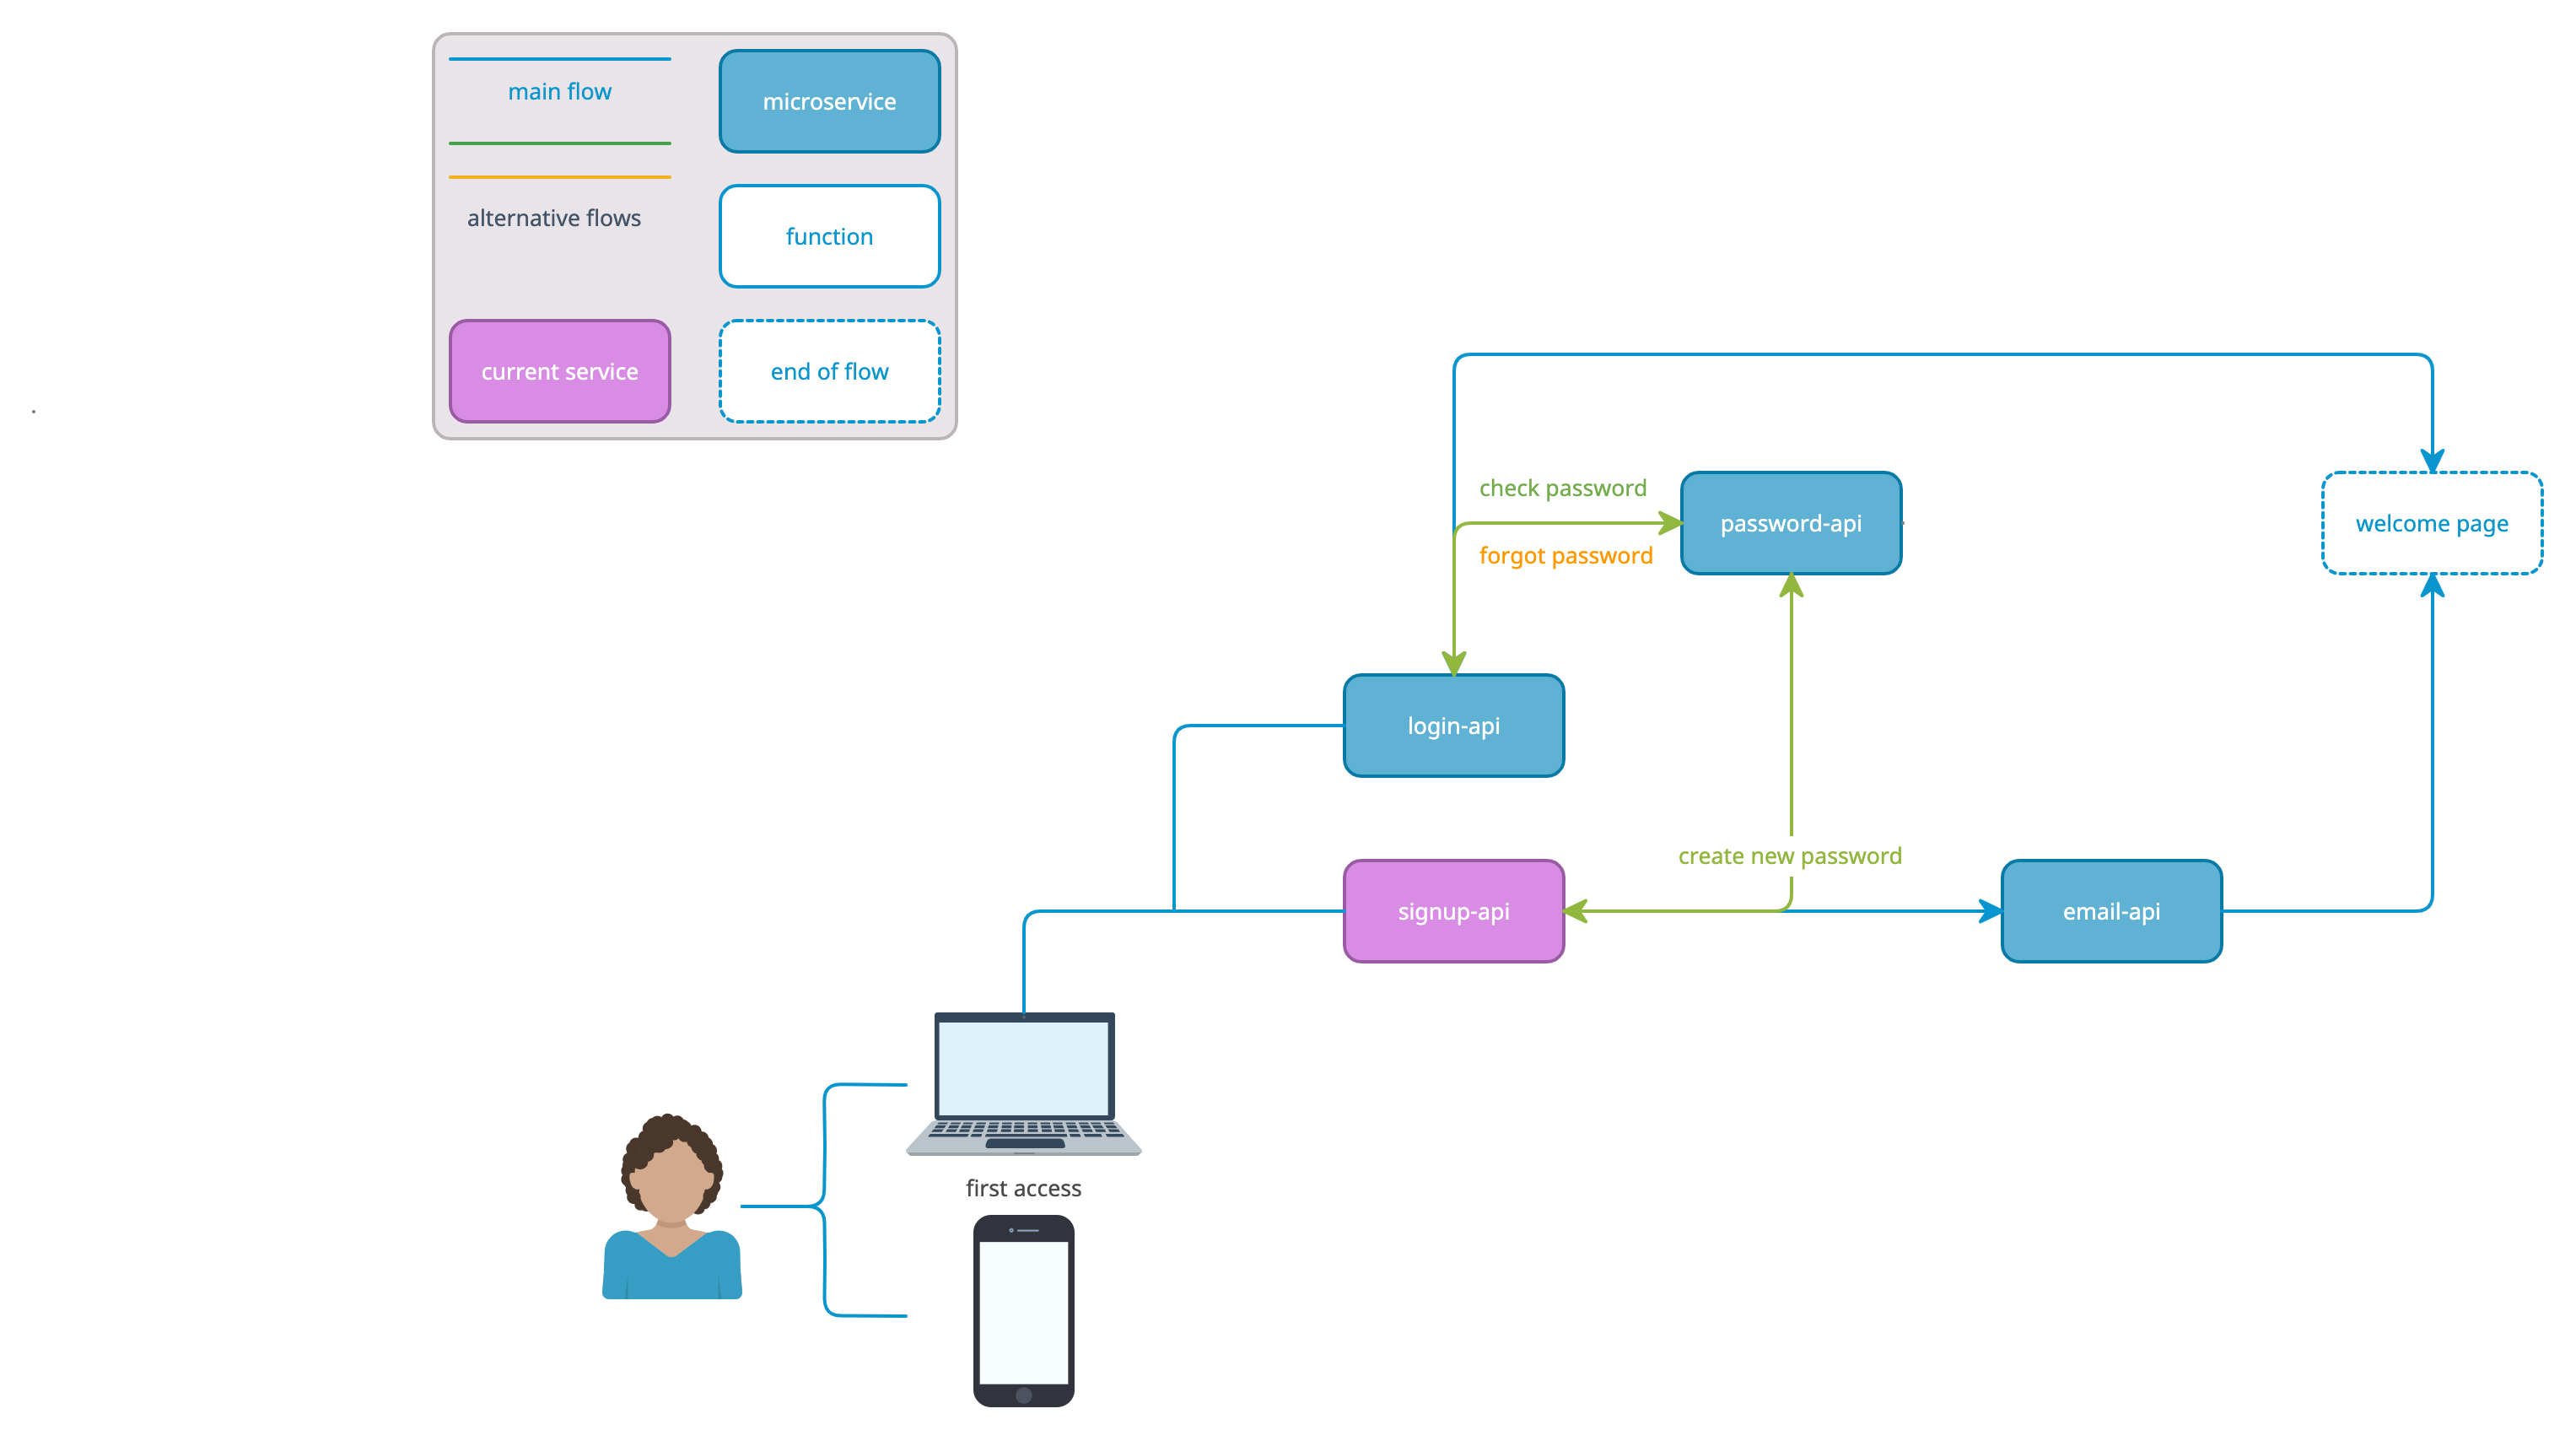 main flow
microservice
alternative flows
function
current service
end of flow
check password
password-api
welcome page
forgot password
login-api
create new password
signup-api
email-api
first access